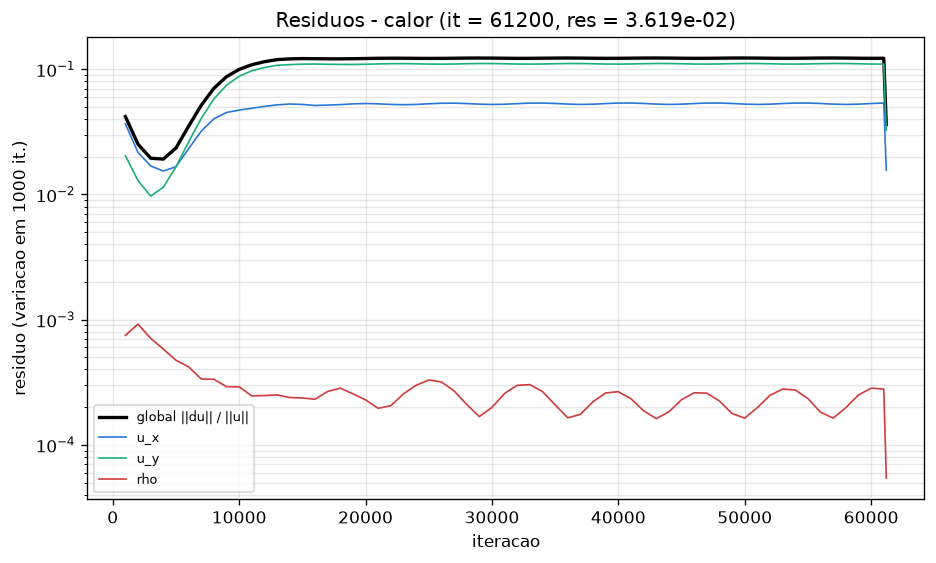 Residuos - calor (it = 61200, res = 3.619e-02)
residuo (variacao em 1000 it.)
10⁻¹
10⁻²
10⁻³
10⁻⁴
global ||du|| / ||u||
u_x
u_y
rho
0 10000 20000 30000 40000 50000 60000
iteracao